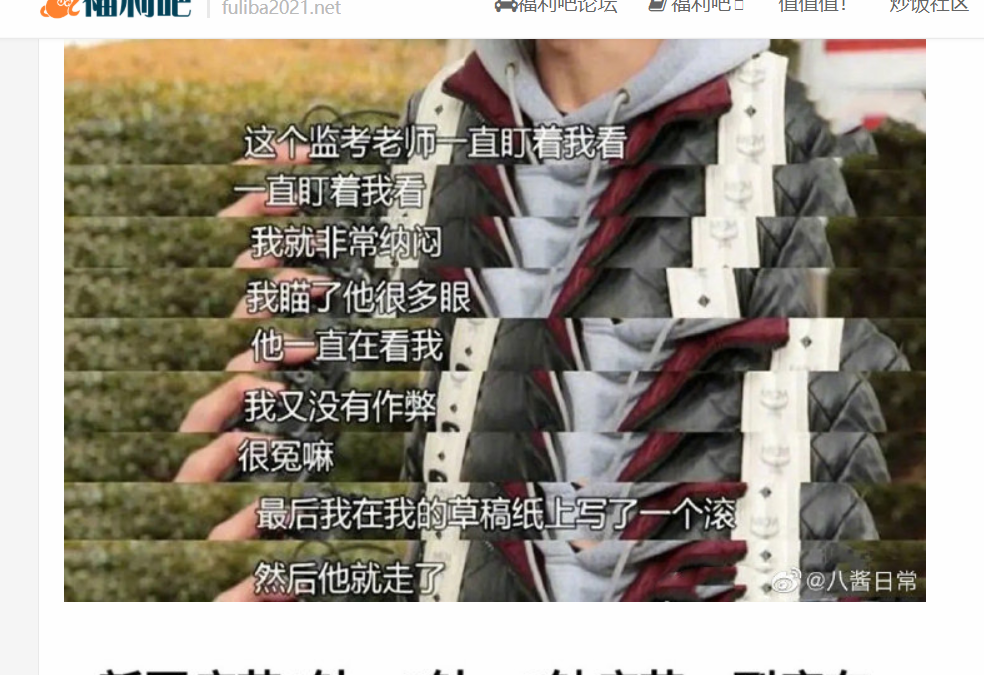 福利吧 fuliba2021.net 福利吧论坛 福利吧 值值值! 炒饭社区
这个监考老师一直盯着我看
一直盯着我看
我就非常纳闷
我瞄了他很多眼
他一直在看我
我又没有作弊
很冤嘛
最后我在我的草稿纸上写了一个滚
然后他就走了
@八酱日常